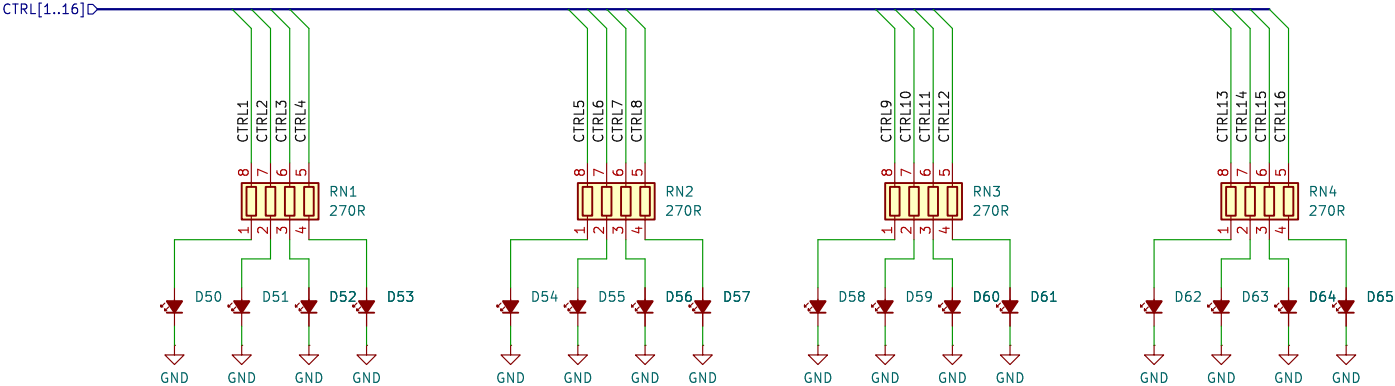 CTRL[1..16]
CTRL1 CTRL2 CTRL3 CTRL4 CTRL5 CTRL6 CTRL7 CTRL8 CTRL9 CTRL10 CTRL11 CTRL12 CTRL13 CTRL14 CTRL15 CTRL16
8 7 6 5 8 7 6 5 8 7 6 5 8 7 6 5
RN1 RN2 RN3 RN4
270R 270R 270R 270R
1 2 3 4 1 2 3 4 1 2 3 4 1 2 3 4
D50 D51 D52 D53 D54 D55 D56 D57 D58 D59 D60 D61 D62 D63 D64 D65
GND GND GND GND GND GND GND GND GND GND GND GND GND GND GND GND